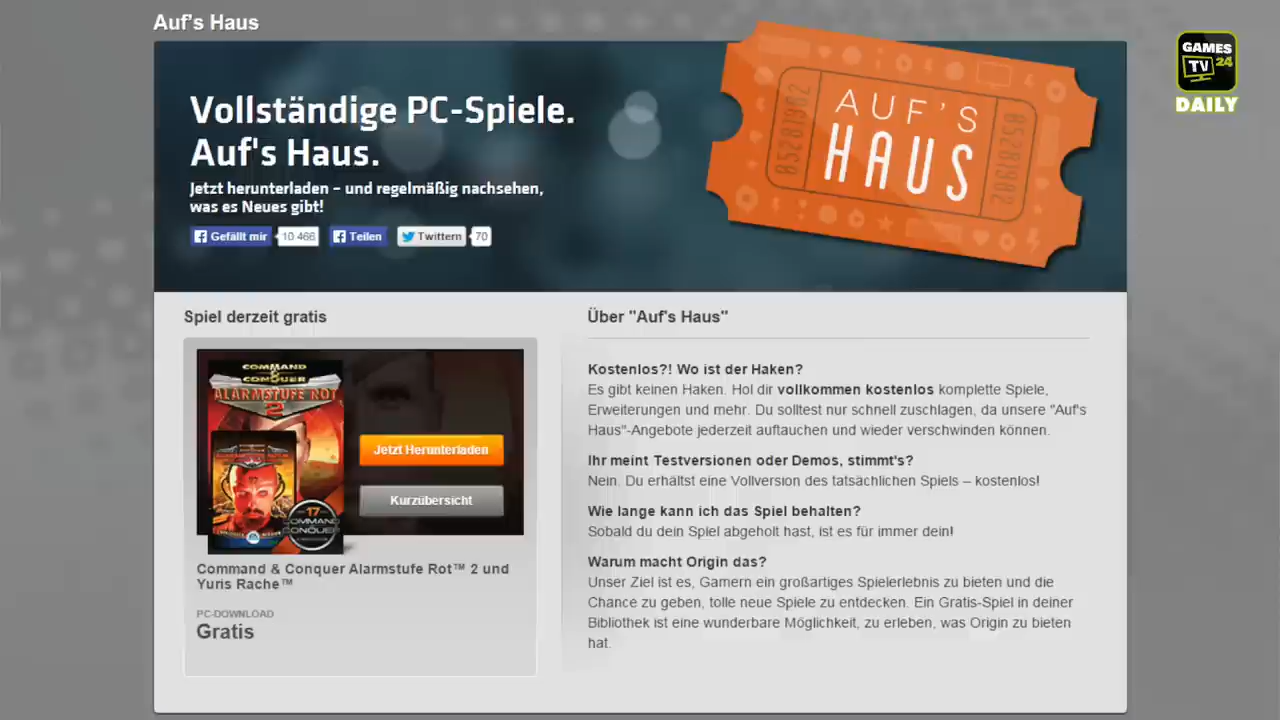 Auf's Haus
GAMES
TV 24
DAILY
Vollständige PC-Spiele.
Auf's Haus.
Jetzt herunterladen – und regelmäßig nachsehen,
was es Neues gibt!
Gefällt mir 10.466 Teilen Twittern 70
85281902
AUF'S
HAUS
85281902
Spiel derzeit gratis
COMMAND
&
CONQUER
ALARMSTUFE ROT
2
17
COMMAND
&
CONQUER
Jetzt Herunterladen
Kurzübersicht
Command & Conquer Alarmstufe Rot™ 2 und
Yuris Rache™
PC-DOWNLOAD
Gratis
Über "Auf's Haus"
Kostenlos?! Wo ist der Haken?
Es gibt keinen Haken. Hol dir vollkommen kostenlos komplette Spiele,
Erweiterungen und mehr. Du solltest nur schnell zuschlagen, da unsere "Auf's
Haus"-Angebote jederzeit auftauchen und wieder verschwinden können.
Ihr meint Testversionen oder Demos, stimmt's?
Nein. Du erhältst eine Vollversion des tatsächlichen Spiels – kostenlos!
Wie lange kann ich das Spiel behalten?
Sobald du dein Spiel abgeholt hast, ist es für immer dein!
Warum macht Origin das?
Unser Ziel ist es, Gamern ein großartiges Spielerlebnis zu bieten und die
Chance zu geben, tolle neue Spiele zu entdecken. Ein Gratis-Spiel in deiner
Bibliothek ist eine wunderbare Möglichkeit, zu erleben, was Origin zu bieten
hat.